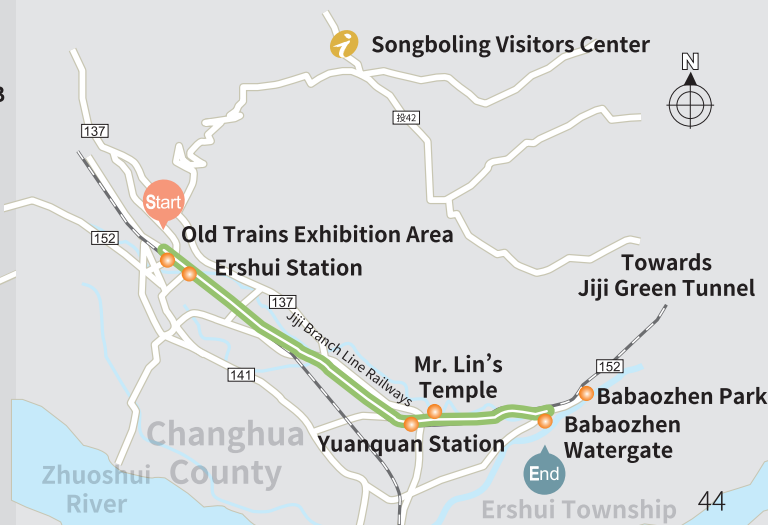 Songboling Visitors Center
N
3
投42
137
Start
152
Old Trains Exhibition Area
Ershui Station
Towards
Jiji Green Tunnel
137
Jiji Branch Line Railways
152
141
Mr. Lin's
Temple
Babaozhen Park
Babaozhen
Watergate
Changhua
County
Yuanquan Station
Zhuoshui
River
End
Ershui Township
44